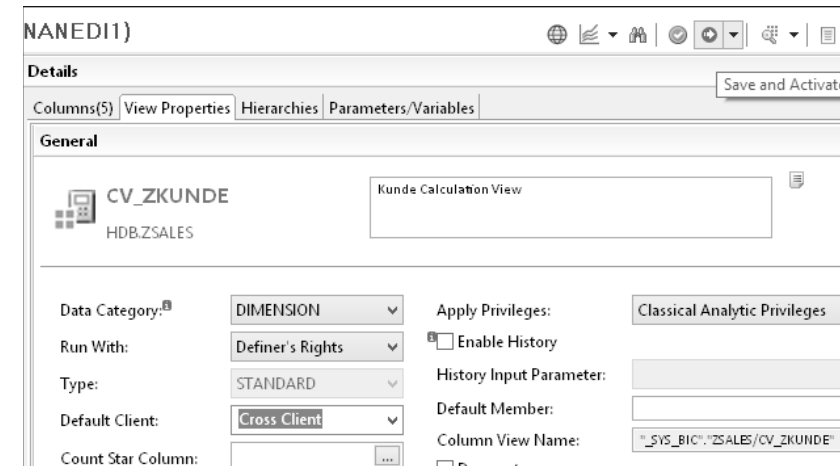 NANEDI1)
Save and Activate
Details
Columns(5) View Properties Hierarchies Parameters/Variables
General
CV_ZKUNDE
HDB.ZSALES
Kunde Calculation View
Data Category: DIMENSION
Run With: Definer's Rights
Type: STANDARD
Default Client: Cross Client
Count Star Column: ...
Apply Privileges: Classical Analytic Privileges
Enable History
History Input Parameter:
Default Member:
Column View Name: "_SYS_BIC"."ZSALES/CV_ZKUNDE"